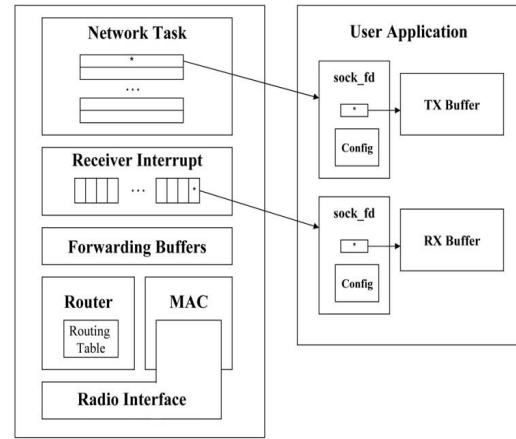 Network Task
*
...
Receiver Interrupt
...
*
Forwarding Buffers
Router
Routing
Table
MAC
Radio Interface
User Application
sock_fd
*
Config
TX Buffer
sock_fd
*
Config
RX Buffer